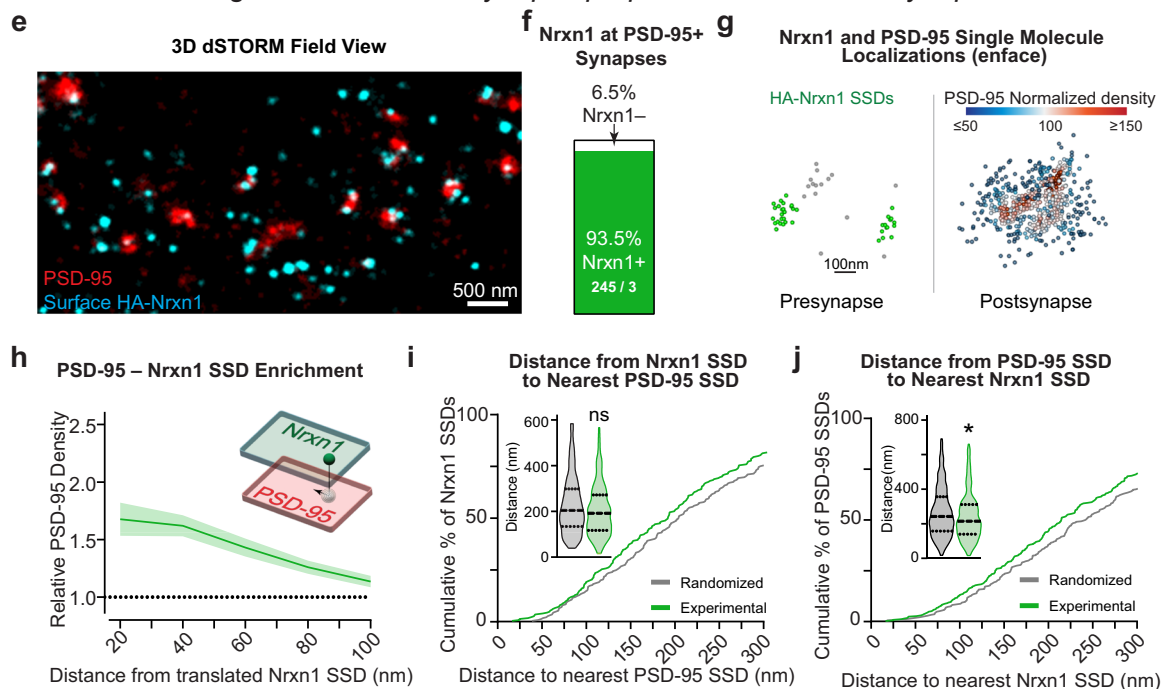 e
3D dSTORM Field View
PSD-95
Surface HA-Nrxn1
500 nm
f
Nrxn1 at PSD-95+
Synapses
6.5%
Nrxn1–
93.5%
Nrxn1+
245 / 3
g
Nrxn1 and PSD-95 Single Molecule
Localizations (enface)
HA-Nrxn1 SSDs
PSD-95 Normalized density
≤50 100 ≥150
100nm
Presynapse
Postsynapse
h
PSD-95 – Nrxn1 SSD Enrichment
Relative PSD-95 Density
2.5
2.0
1.5
1.0
Nrxn1
PSD-95
20 40 60 80 100
Distance from translated Nrxn1 SSD (nm)
i
Distance from Nrxn1 SSD
to Nearest PSD-95 SSD
Cumulative % of Nrxn1 SSDs
100
50
0
Distance (nm)
600
400
200
0
ns
Randomized
Experimental
0 50 100 150 200 250 300
Distance to nearest PSD-95 SSD (nm)
j
Distance from PSD-95 SSD
to Nearest Nrxn1 SSD
Cumulative % of PSD-95 SSDs
100
50
0
Distance (nm)
800
400
0
*
Randomized
Experimental
0 50 100 150 200 250 300
Distance to nearest Nrxn1 SSD (nm)